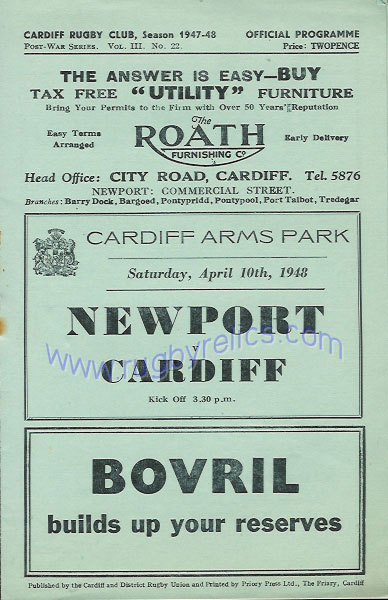 CARDIFF RUGBY CLUB, Season 1947-48 OFFICIAL PROGRAMME
Post-War Series. Vol. III. No. 22. Price: TWOPENCE
THE ANSWER IS EASY—BUY
TAX FREE "UTILITY" FURNITURE
Bring Your Permits to the Firm with Over 50 Years' Reputation
Easy Terms
Arranged
The
ROATH
FURNISHING Co
Early Delivery
Head Office: CITY ROAD, CARDIFF. Tel. 5876
NEWPORT: COMMERCIAL STREET.
Branches: Barry Dock, Bargoed, Pontypridd, Pontypool, Port Talbot, Tredegar
CARDIFF ARMS PARK
Saturday, April 10th, 1948
NEWPORT
v
CARDIFF
www.rugbyrelics.com
Kick Off 3.30 p.m.
BOVRIL
builds up your reserves
Published by the Cardiff and District Rugby Union and Printed by Priory Press Ltd., The Friary, Cardiff